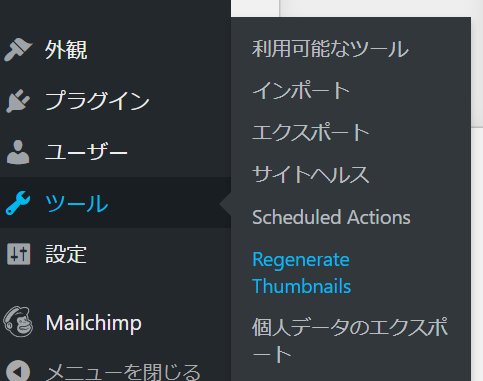 外観
プラグイン
ユーザー
ツール
設定
Mailchimp
メニューを閉じる
利用可能なツール
インポート
エクスポート
サイトヘルス
Scheduled Actions
Regenerate
Thumbnails
個人データのエクスポ
ート